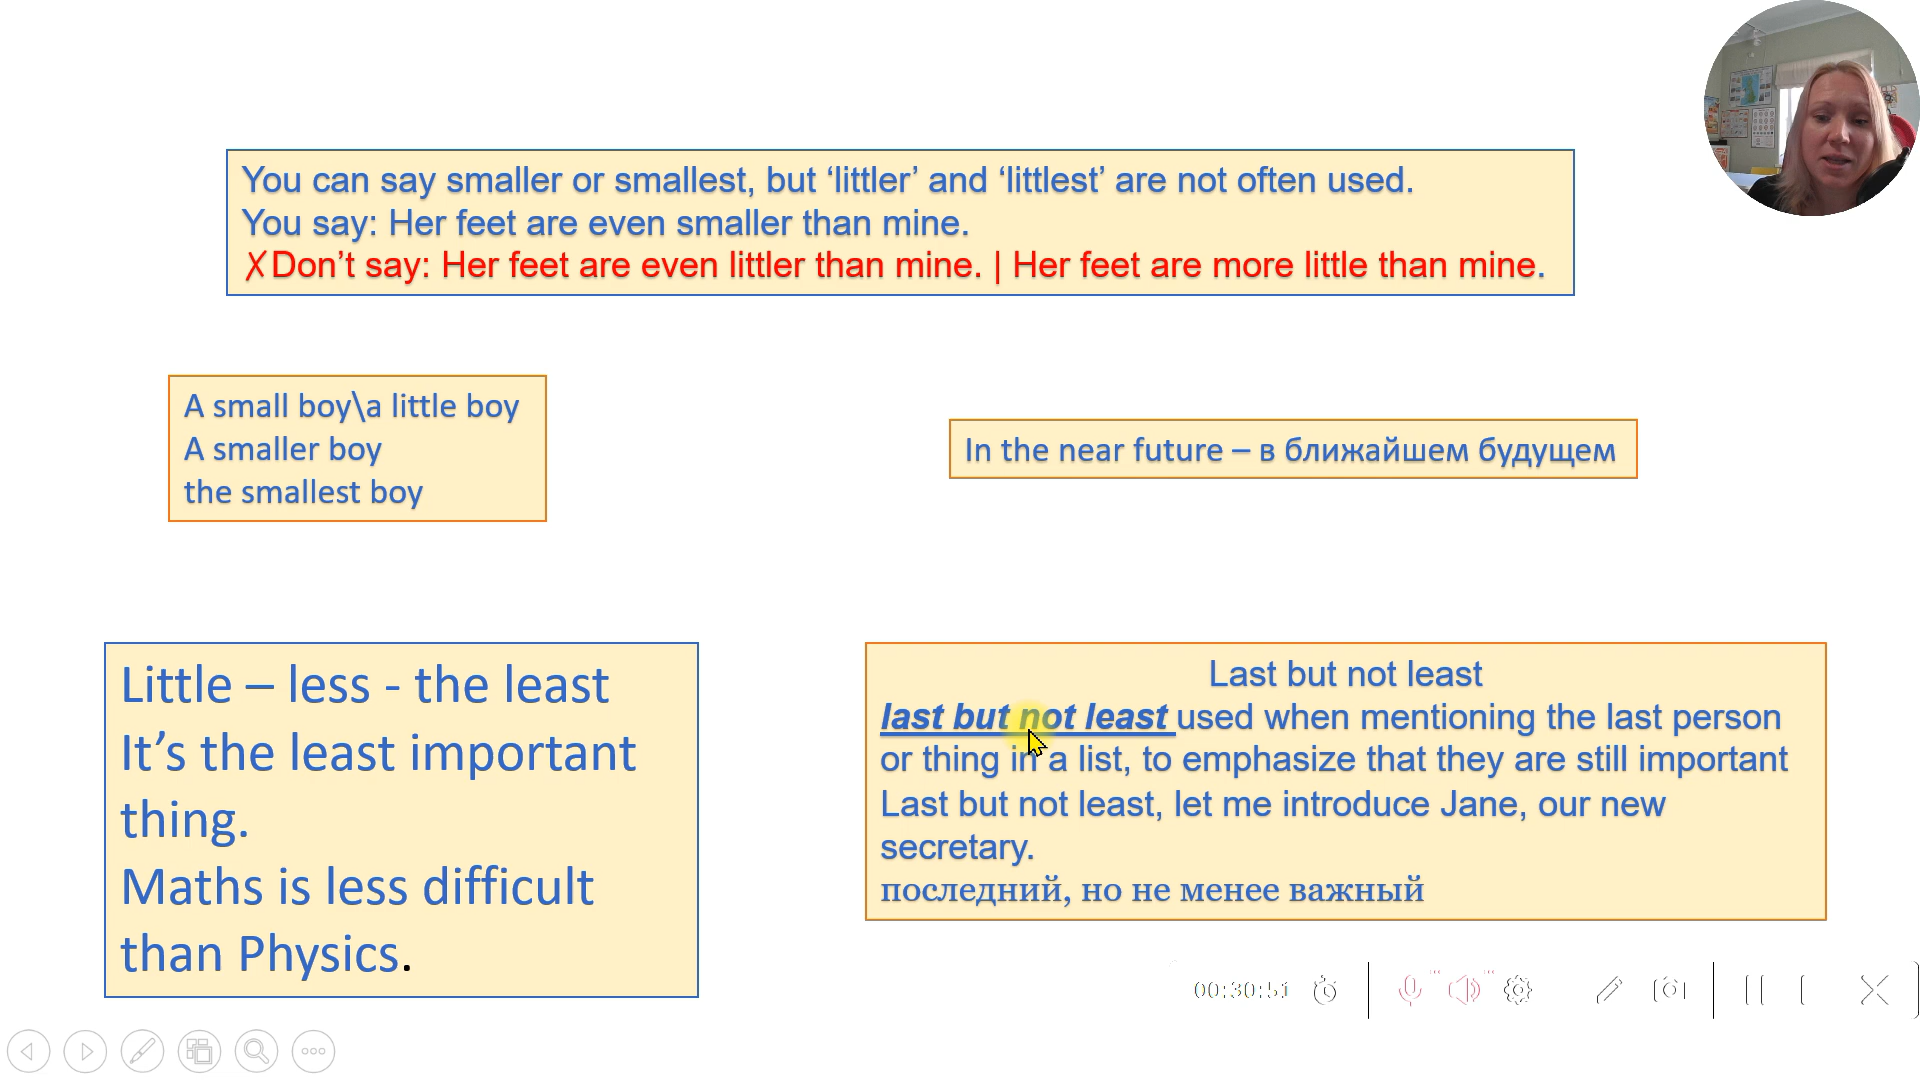 You can say smaller or smallest, but ‘littler’ and ‘littlest’ are not often used.
You say: Her feet are even smaller than mine.
✗Don’t say: Her feet are even littler than mine. | Her feet are more little than mine.
A small boy\a little boy
A smaller boy
the smallest boy
In the near future – в ближайшем будущем
Little – less - the least
It’s the least important
thing.
Maths is less difficult
than Physics.
Last but not least
last but not least used when mentioning the last person
or thing in a list, to emphasize that they are still important
Last but not least, let me introduce Jane, our new
secretary.
последний, но не менее важный
00:30:51